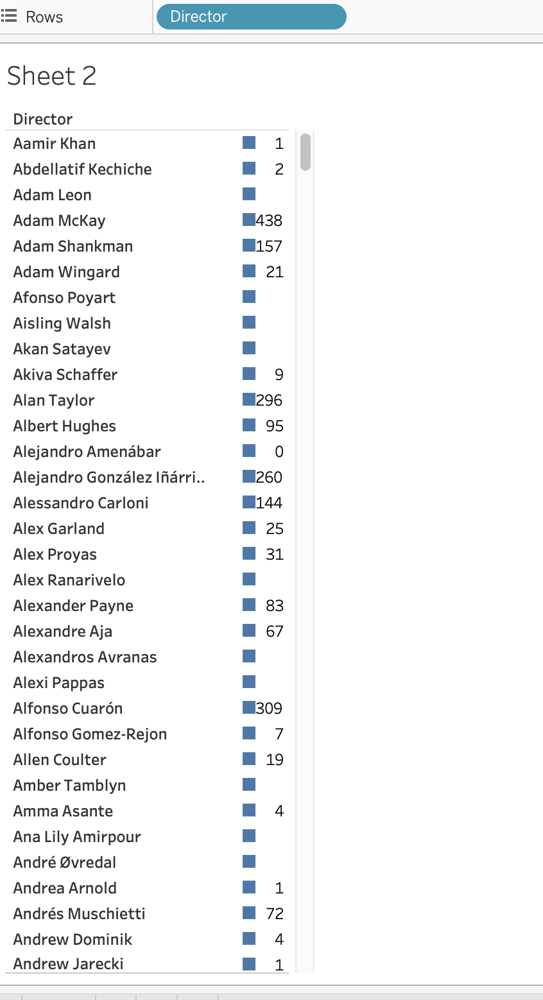 Rows Director
Sheet 2
Director
Aamir Khan 1
Abdellatif Kechiche 2
Adam Leon
Adam McKay 438
Adam Shankman 157
Adam Wingard 21
Afonso Poyart
Aisling Walsh
Akan Satayev
Akiva Schaffer 9
Alan Taylor 296
Albert Hughes 95
Alejandro Amenábar 0
Alejandro González Iñárri.. 260
Alessandro Carloni 144
Alex Garland 25
Alex Proyas 31
Alex Ranarivelo
Alexander Payne 83
Alexandre Aja 67
Alexandros Avranas
Alexi Pappas
Alfonso Cuarón 309
Alfonso Gomez-Rejon 7
Allen Coulter 19
Amber Tamblyn
Amma Asante 4
Ana Lily Amirpour
André Øvredal
Andrea Arnold 1
Andrés Muschietti 72
Andrew Dominik 4
Andrew Jarecki 1